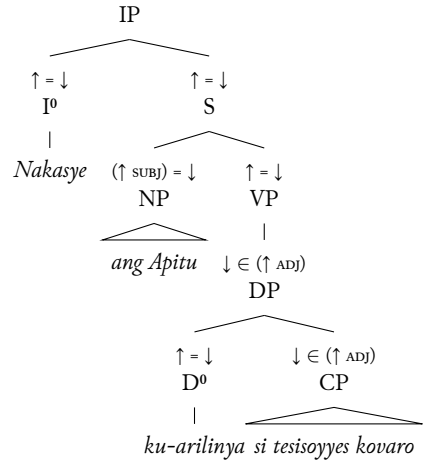 IP
↑ = ↓ ↑ = ↓
I⁰ S
Nakasye (↑ SUBJ) = ↓ ↑ = ↓
NP VP
ang Apitu ↓ ∈ (↑ ADJ)
DP
↑ = ↓ ↓ ∈ (↑ ADJ)
D⁰ CP
ku-arilinya si tesisoyyes kovaro